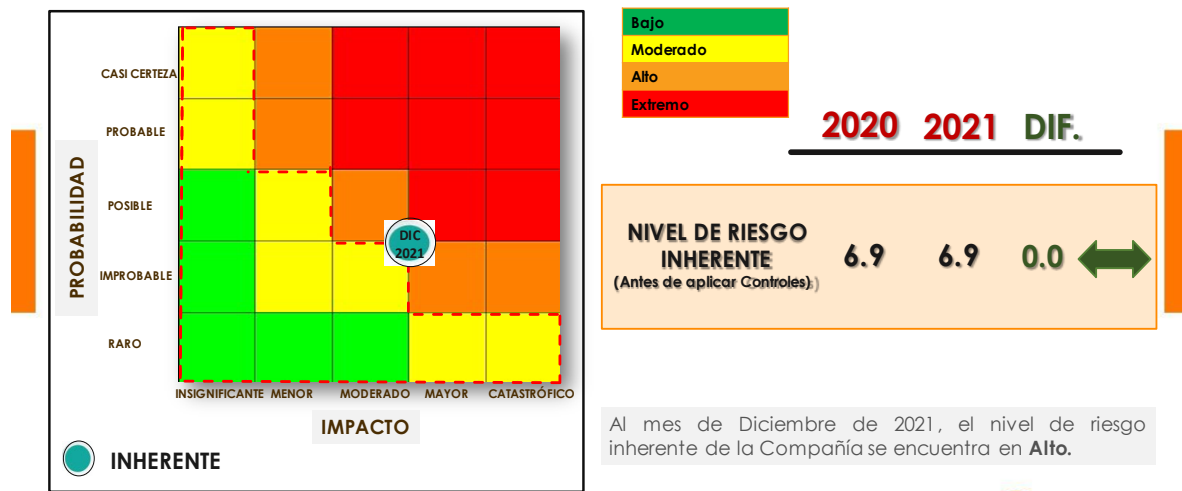 CASI CERTEZA
PROBABLE
POSIBLE
IMPROBABLE
RARO
PROBABILIDAD
DIC
2021
INSIGNIFICANTE MENOR MODERADO MAYOR CATASTRÓFICO
IMPACTO
INHERENTE
Bajo
Moderado
Alto
Extremo
2020 2021 DIF.
NIVEL DE RIESGO
INHERENTE
(Antes de aplicar Controles)
6.9 6.9 0.0
Al mes de Diciembre de 2021, el nivel de riesgo
inherente de la Compañía se encuentra en Alto.